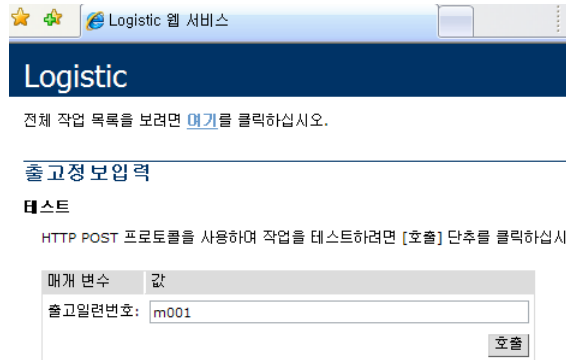 Logistic 웹 서비스
Logistic
전체 작업 목록을 보려면 여기를 클릭하십시오.
출고정보입력
테스트
HTTP POST 프로토콜을 사용하여 작업을 테스트하려면 [호출] 단추를 클릭하십시
매개 변수 값
출고일련번호: m001
호출